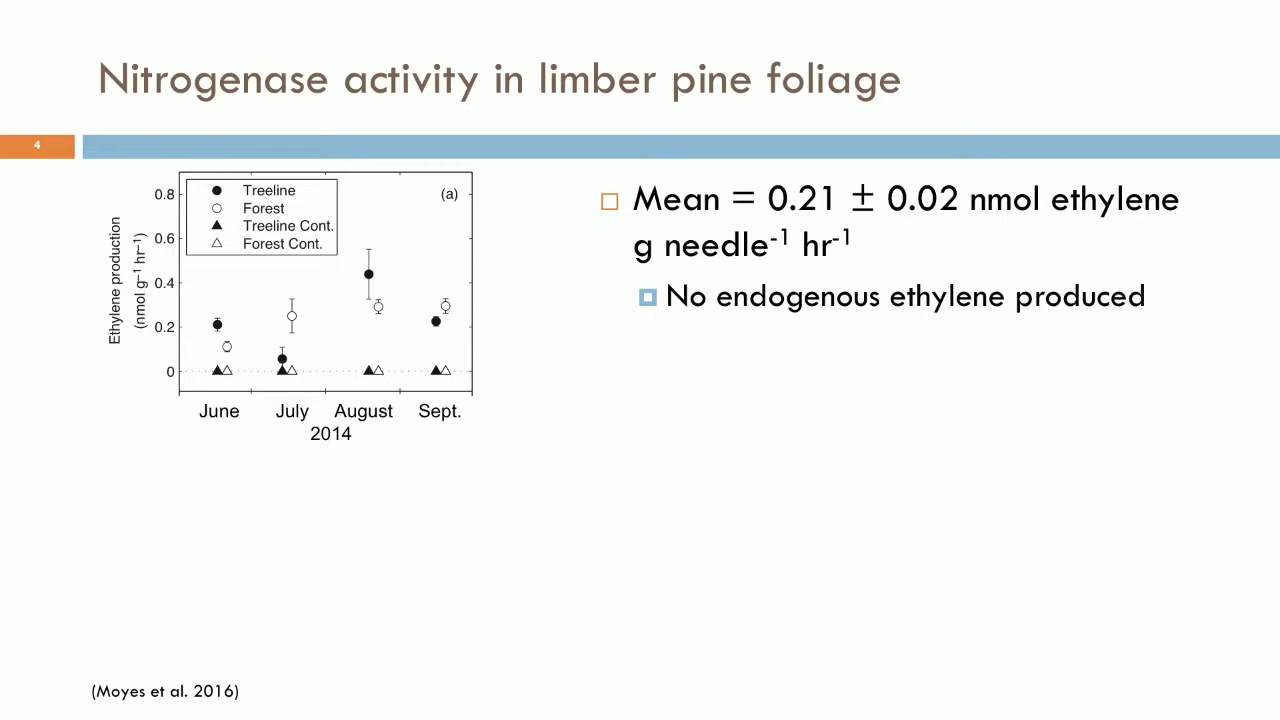 Nitrogenase activity in limber pine foliage
4
(a)
Treeline
Forest
Treeline Cont.
Forest Cont.
Ethylene production
(nmol g⁻¹ hr⁻¹)
0.8
0.6
0.4
0.2
0
June July August Sept.
2014
Mean = 0.21 ± 0.02 nmol ethylene
g needle⁻¹ hr⁻¹
No endogenous ethylene produced
(Moyes et al. 2016)